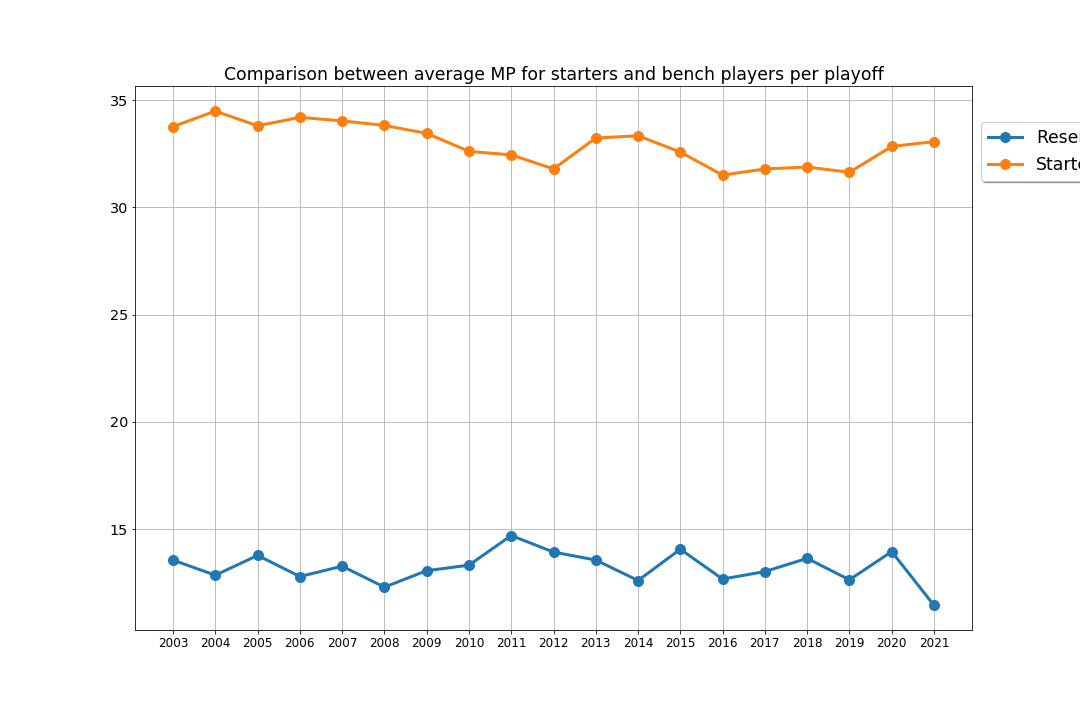 Comparison between average MP for starters and bench players per playoff
35
30
25
20
15
2003 2004 2005 2006 2007 2008 2009 2010 2011 2012 2013 2014 2015 2016 2017 2018 2019 2020 2021
Reser
Starte